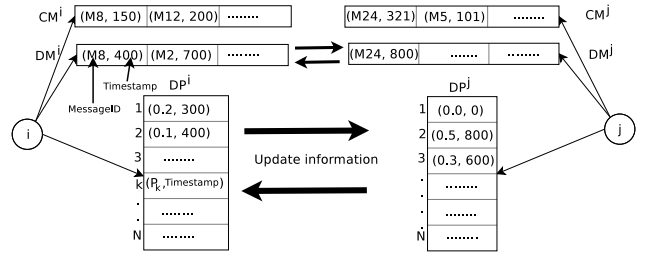 CM^i (M8, 150) (M12, 200) ........ (M24, 321) (M5, 101) ........ CM^j
DM^i (M8, 400) (M2, 700) ........ (M24, 800) ...... ....... DM^j
Timestamp
MessageID
DP^i DP^j
1 (0.2, 300) 1 (0.0, 0)
2 (0.1, 400) 2 (0.5, 800)
i j
3 ........ Update information 3 (0.3, 600)
k (P_k, Timestamp) . ........
. ........ . ........
. .
N ........ N ........